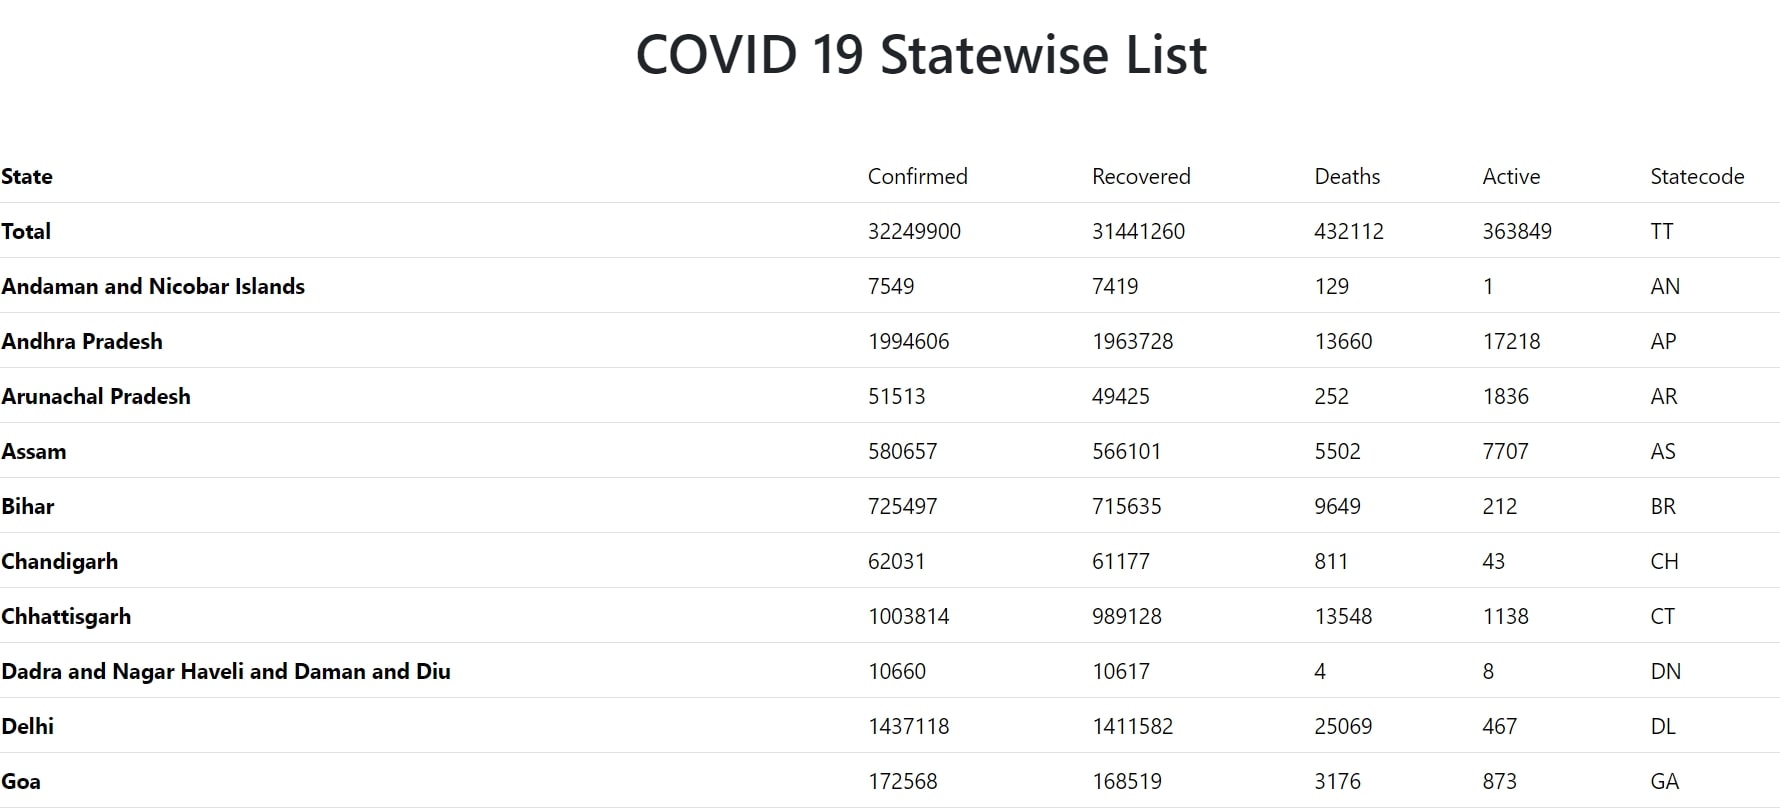 COVID 19 Statewise List
State Confirmed Recovered Deaths Active Statecode
Total 32249900 31441260 432112 363849 TT
Andaman and Nicobar Islands 7549 7419 129 1 AN
Andhra Pradesh 1994606 1963728 13660 17218 AP
Arunachal Pradesh 51513 49425 252 1836 AR
Assam 580657 566101 5502 7707 AS
Bihar 725497 715635 9649 212 BR
Chandigarh 62031 61177 811 43 CH
Chhattisgarh 1003814 989128 13548 1138 CT
Dadra and Nagar Haveli and Daman and Diu 10660 10617 4 8 DN
Delhi 1437118 1411582 25069 467 DL
Goa 172568 168519 3176 873 GA